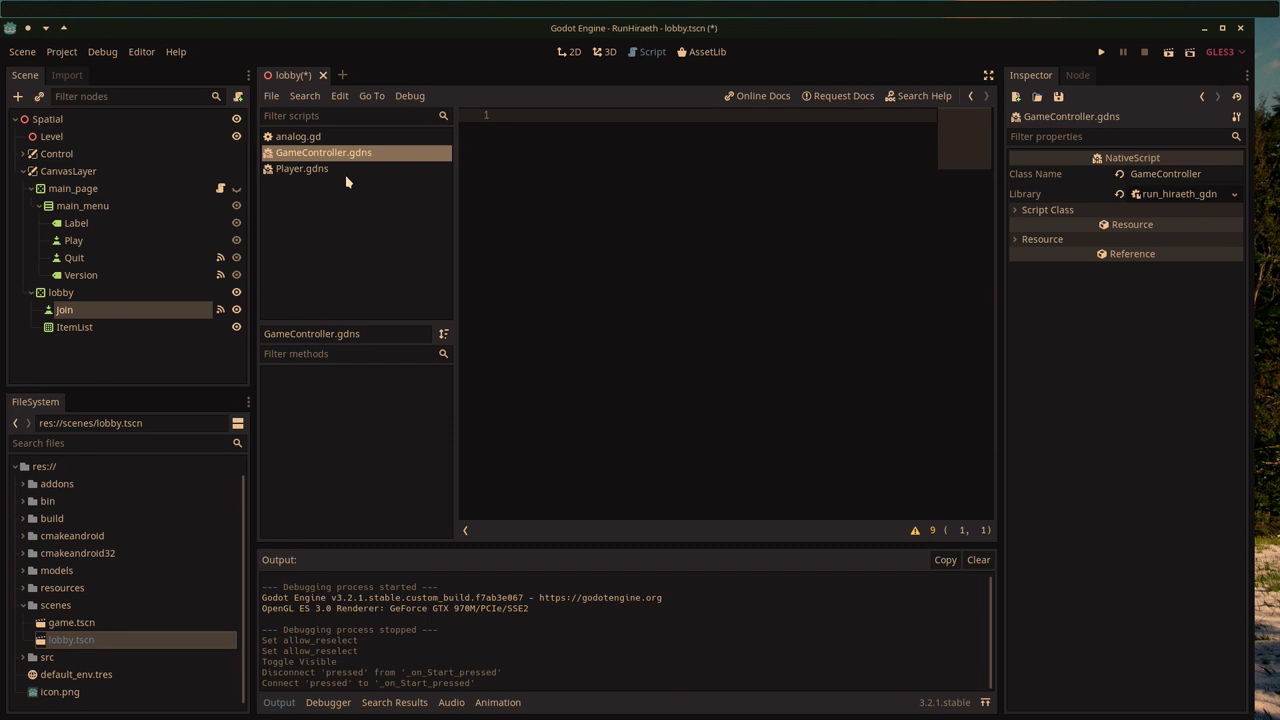 Godot Engine - RunHiraeth - lobby.tscn (*)
Scene Project Debug Editor Help
2D 3D Script AssetLib
GLES3
Scene Import
Filter nodes
Spatial
Level
Control
CanvasLayer
main_page
main_menu
Label
Play
Quit
Version
lobby
Join
ItemList
FileSystem
res://scenes/lobby.tscn
Search files
res://
addons
bin
build
cmakeandroid
cmakeandroid32
models
resources
scenes
game.tscn
lobby.tscn
src
default_env.tres
icon.png
lobby(*)
File Search Edit Go To Debug
Online Docs Request Docs Search Help
Filter scripts
analog.gd
GameController.gdns
Player.gdns
GameController.gdns
Filter methods
1
9 ( 1, 1)
Output:
Copy Clear
--- Debugging process started ---
Godot Engine v3.2.1.stable.custom_build.f7ab3e067 - https://godotengine.org
OpenGL ES 3.0 Renderer: GeForce GTX 970M/PCIe/SSE2
--- Debugging process stopped ---
Set allow_reselect
Set allow_reselect
Toggle Visible
Disconnect 'pressed' from '_on_Start_pressed'
Connect 'pressed' to '_on_Start_pressed'
Output Debugger Search Results Audio Animation
3.2.1.stable
Inspector Node
GameController.gdns
Filter properties
NativeScript
Class Name GameController
Library run_hiraeth_gdn
Script Class
Resource
Resource
Reference